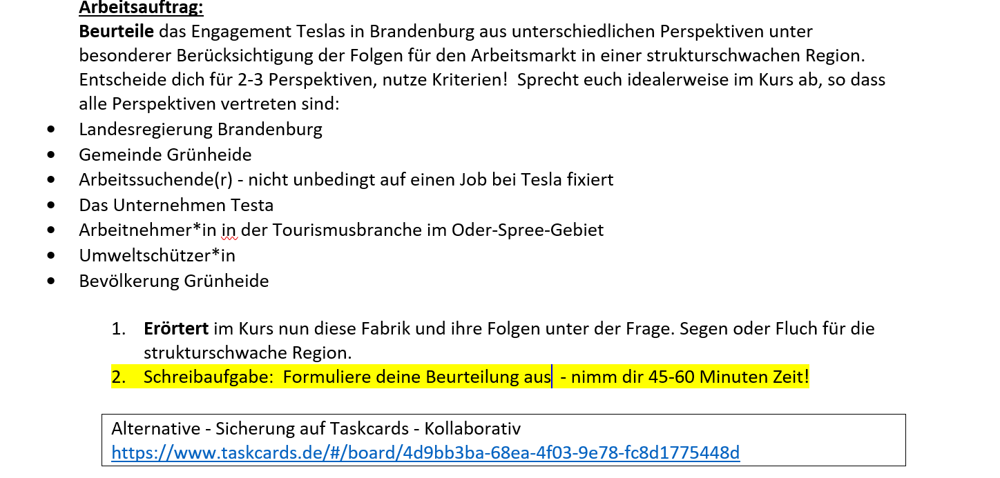 Arbeitsauftrag:
Beurteile das Engagement Teslas in Brandenburg aus unterschiedlichen Perspektiven unter
besonderer Berücksichtigung der Folgen für den Arbeitsmarkt in einer strukturschwachen Region.
Entscheide dich für 2-3 Perspektiven, nutze Kriterien!  Sprecht euch idealerweise im Kurs ab, so dass
alle Perspektiven vertreten sind:
• Landesregierung Brandenburg
• Gemeinde Grünheide
• Arbeitssuchende(r) - nicht unbedingt auf einen Job bei Tesla fixiert
• Das Unternehmen Testa
• Arbeitnehmer*in in der Tourismusbranche im Oder-Spree-Gebiet
• Umweltschützer*in
• Bevölkerung Grünheide
1. Erörtert im Kurs nun diese Fabrik und ihre Folgen unter der Frage. Segen oder Fluch für die
strukturschwache Region.
2. Schreibaufgabe:  Formuliere deine Beurteilung aus  - nimm dir 45-60 Minuten Zeit!
Alternative - Sicherung auf Taskcards - Kollaborativ
https://www.taskcards.de/#/board/4d9bb3ba-68ea-4f03-9e78-fc8d1775448d